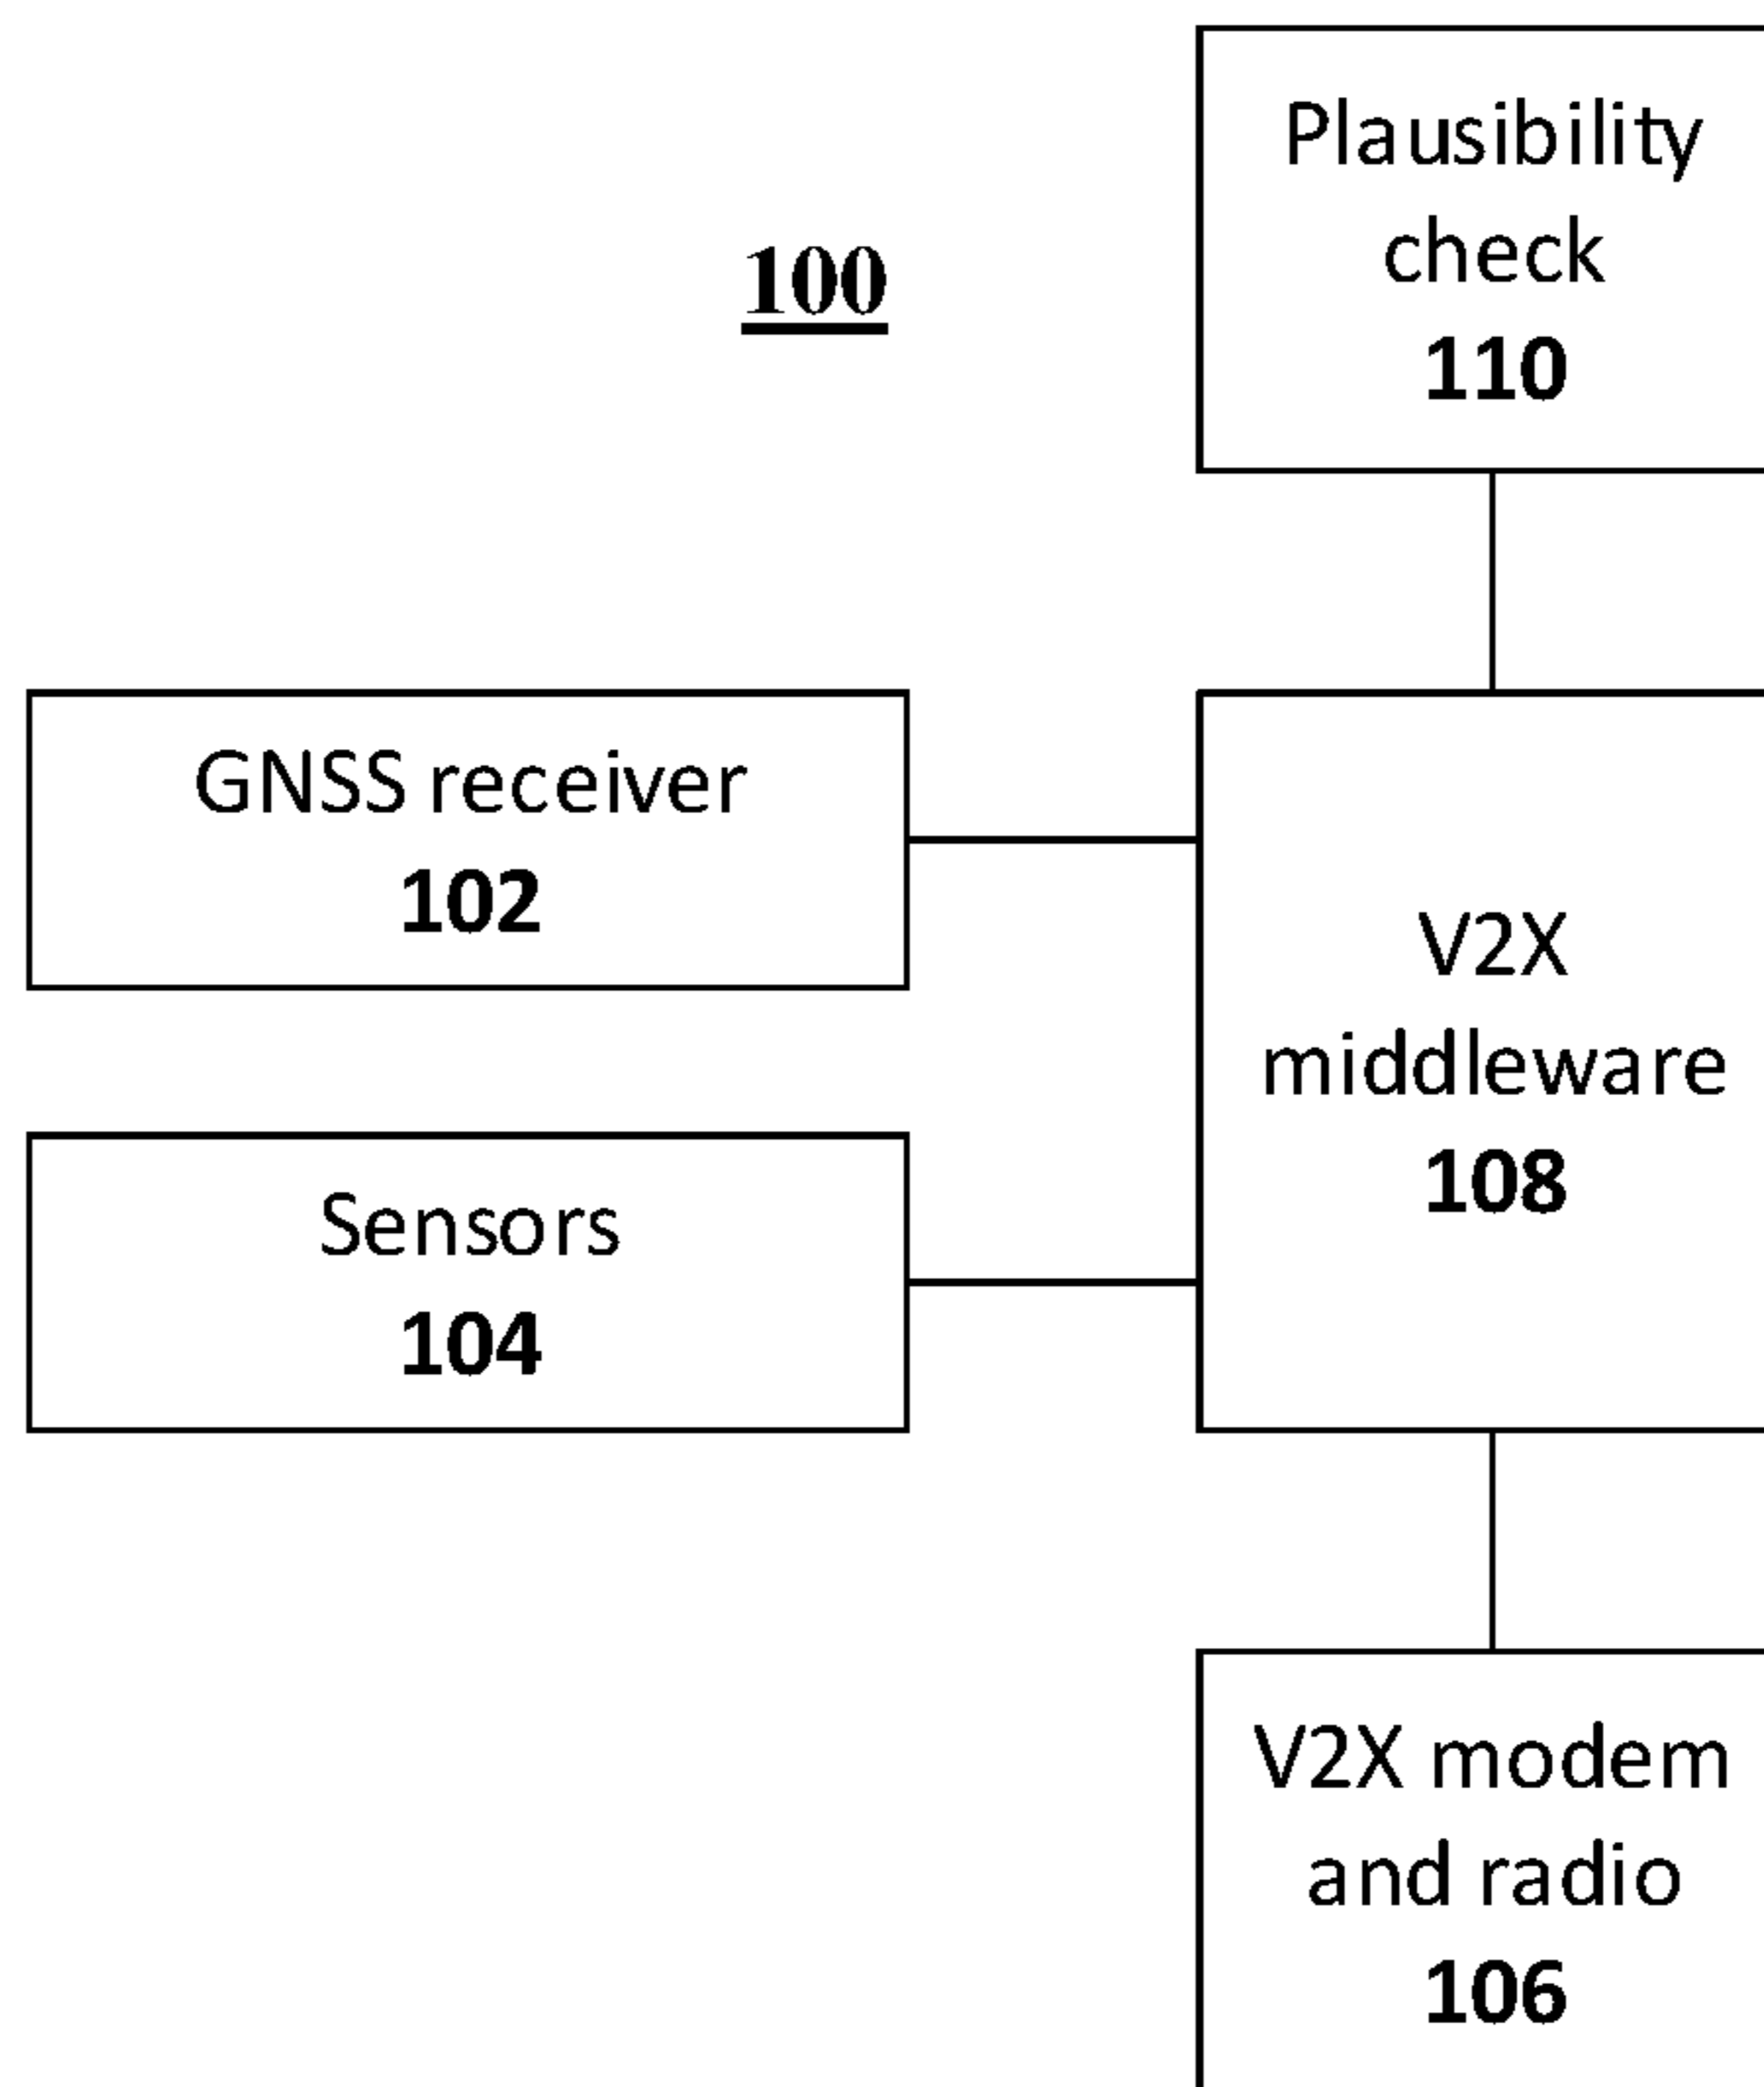 Plausibility
check
110
100
GNSS receiver
102
Sensors
104
V2X
middleware
108
V2X modem
and radio
106